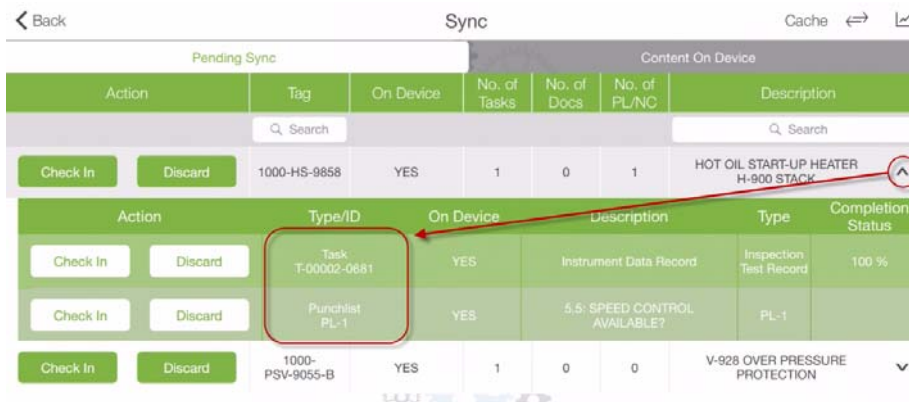 Back
Sync
Cache
Pending Sync
Content On Device
Action
Tag
On Device
No. of
Tasks
No. of
Docs
No. of
PL/NC
Description
Search
Search
Check In
Discard
1000-HS-9858
YES
1
0
1
HOT OIL START-UP HEATER
H-900 STACK
Action
Type/ID
On Device
Description
Type
Completion
Status
Check In
Discard
Task
T-00002-0681
YES
Instrument Data Record
Inspection
Test Record
100 %
Check In
Discard
Punchlist
PL-1
YES
5.5: SPEED CONTROL
AVAILABLE?
PL-1
Check In
Discard
1000-
PSV-9055-B
YES
1
0
0
V-928 OVER PRESSURE
PROTECTION